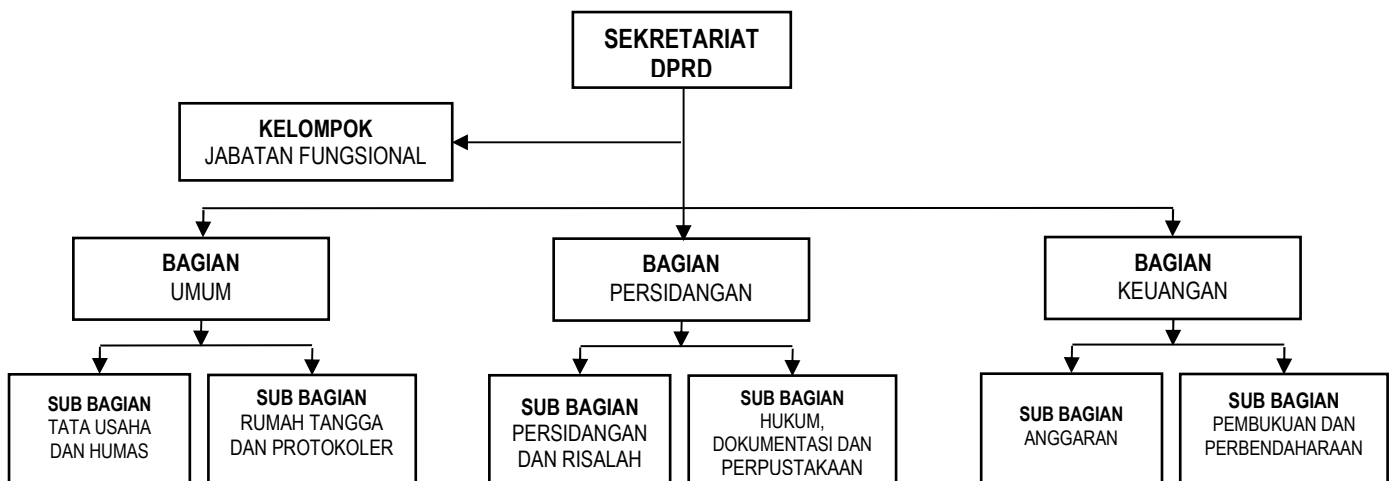 SEKRETARIAT
DPRD
KELOMPOK
JABATAN FUNGSIONAL
BAGIAN
UMUM
BAGIAN
PERSIDANGAN
BAGIAN
KEUANGAN
SUB BAGIAN
TATA USAHA
DAN HUMAS
SUB BAGIAN
RUMAH TANGGA
DAN PROTOKOLER
SUB BAGIAN
PERSIDANGAN
DAN RISALAH
SUB BAGIAN
HUKUM,
DOKUMENTASI DAN
PERPUSTAKAAN
SUB BAGIAN
ANGGARAN
SUB BAGIAN
PEMBUKUAN DAN
PERBENDAHARAAN